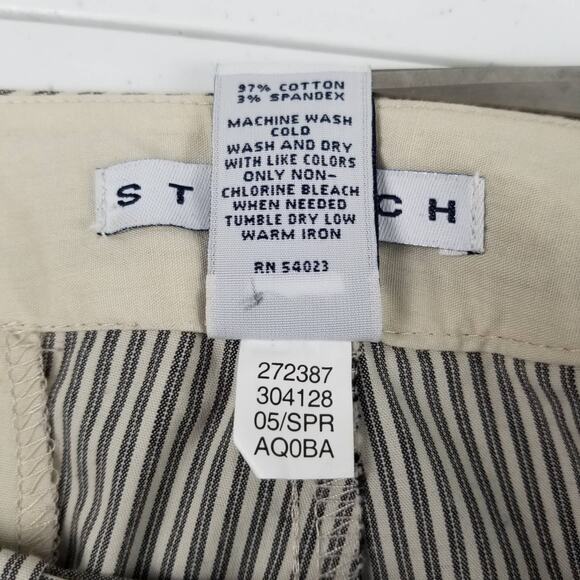 97% COTTON
3% SPANDEX
MACHINE WASH
COLD
WASH AND DRY
WITH LIKE COLORS
ONLY NON-
CHLORINE BLEACH
WHEN NEEDED
TUMBLE DRY LOW
WARM IRON
RN 54023
ST CH
272387
304128
05/SPR
AQ0BA